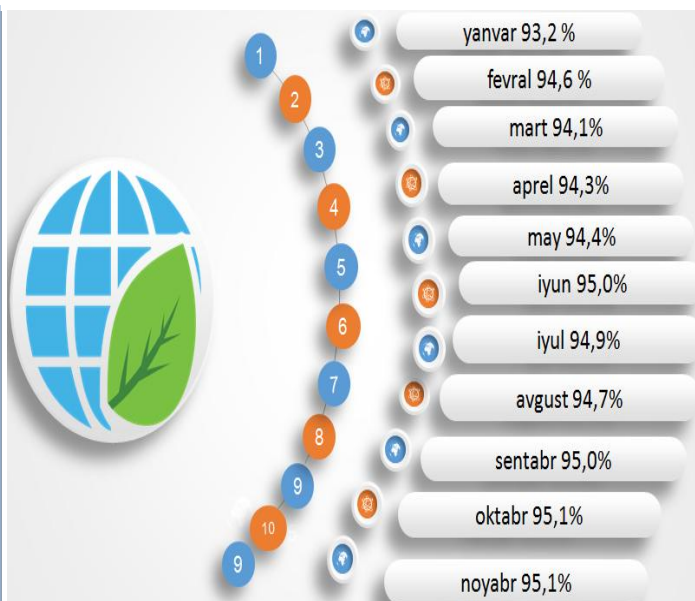 1
yanvar 93,2 %
2
fevral 94,6 %
3
mart 94,1%
4
aprel 94,3%
5
may 94,4%
6
iyun 95,0%
7
iyul 94,9%
8
avgust 94,7%
9
sentabr 95,0%
10
oktabr 95,1%
9
noyabr 95,1%